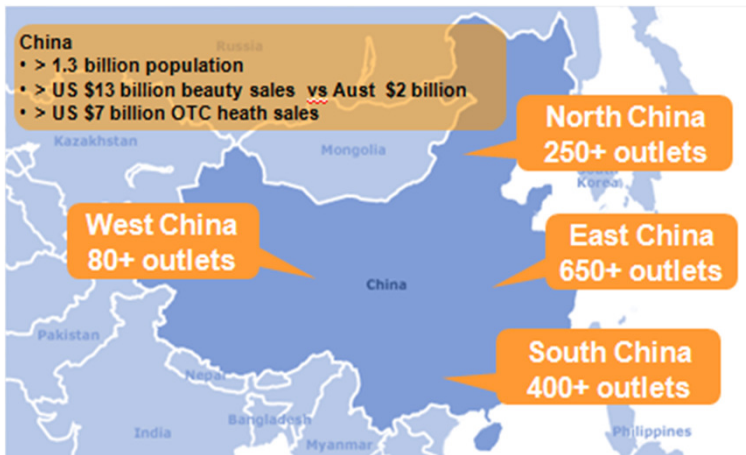 China
• > 1.3 billion population
• > US $13 billion beauty sales vs Aust $2 billion
• > US $7 billion OTC heath sales
Russia
Kazakhstan
Mongolia
North China
250+ outlets
South
Korea
West China
80+ outlets
East China
650+ outlets
China
Pakistan
South China
400+ outlets
Nepal
Bangladesh
India
Myanmar
Philippines